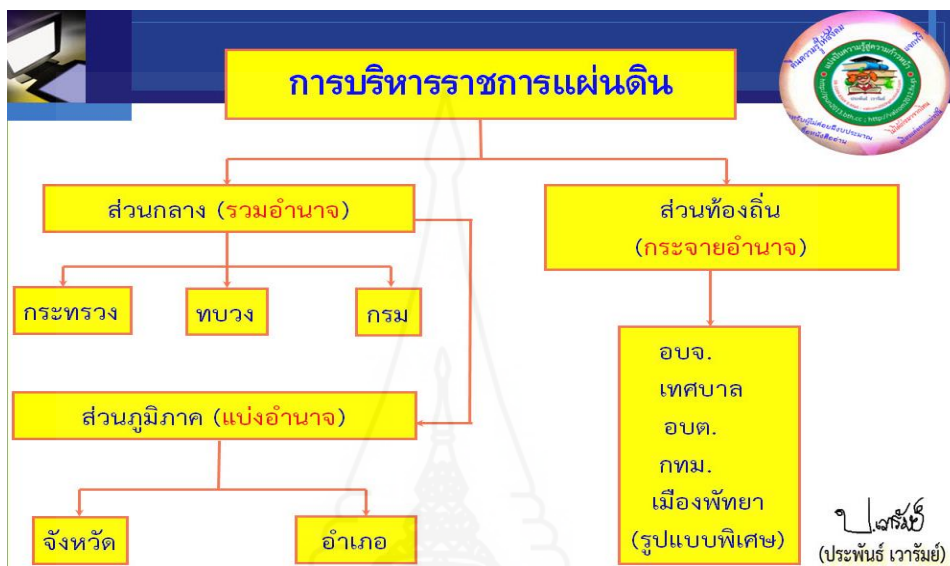 การบริหารราชการแผ่นดิน
ส่วนกลาง (รวมอำนาจ)
ส่วนท้องถิ่น
(กระจายอำนาจ)
กระทรวง
ทบวง
กรม
ส่วนภูมิภาค (แบ่งอำนาจ)
จังหวัด
อำเภอ
อบจ.
เทศบาล
อบต.
กทม.
เมืองพัทยา
(รูปแบบพิเศษ)
(ประพันธ์ เวารัมย์)